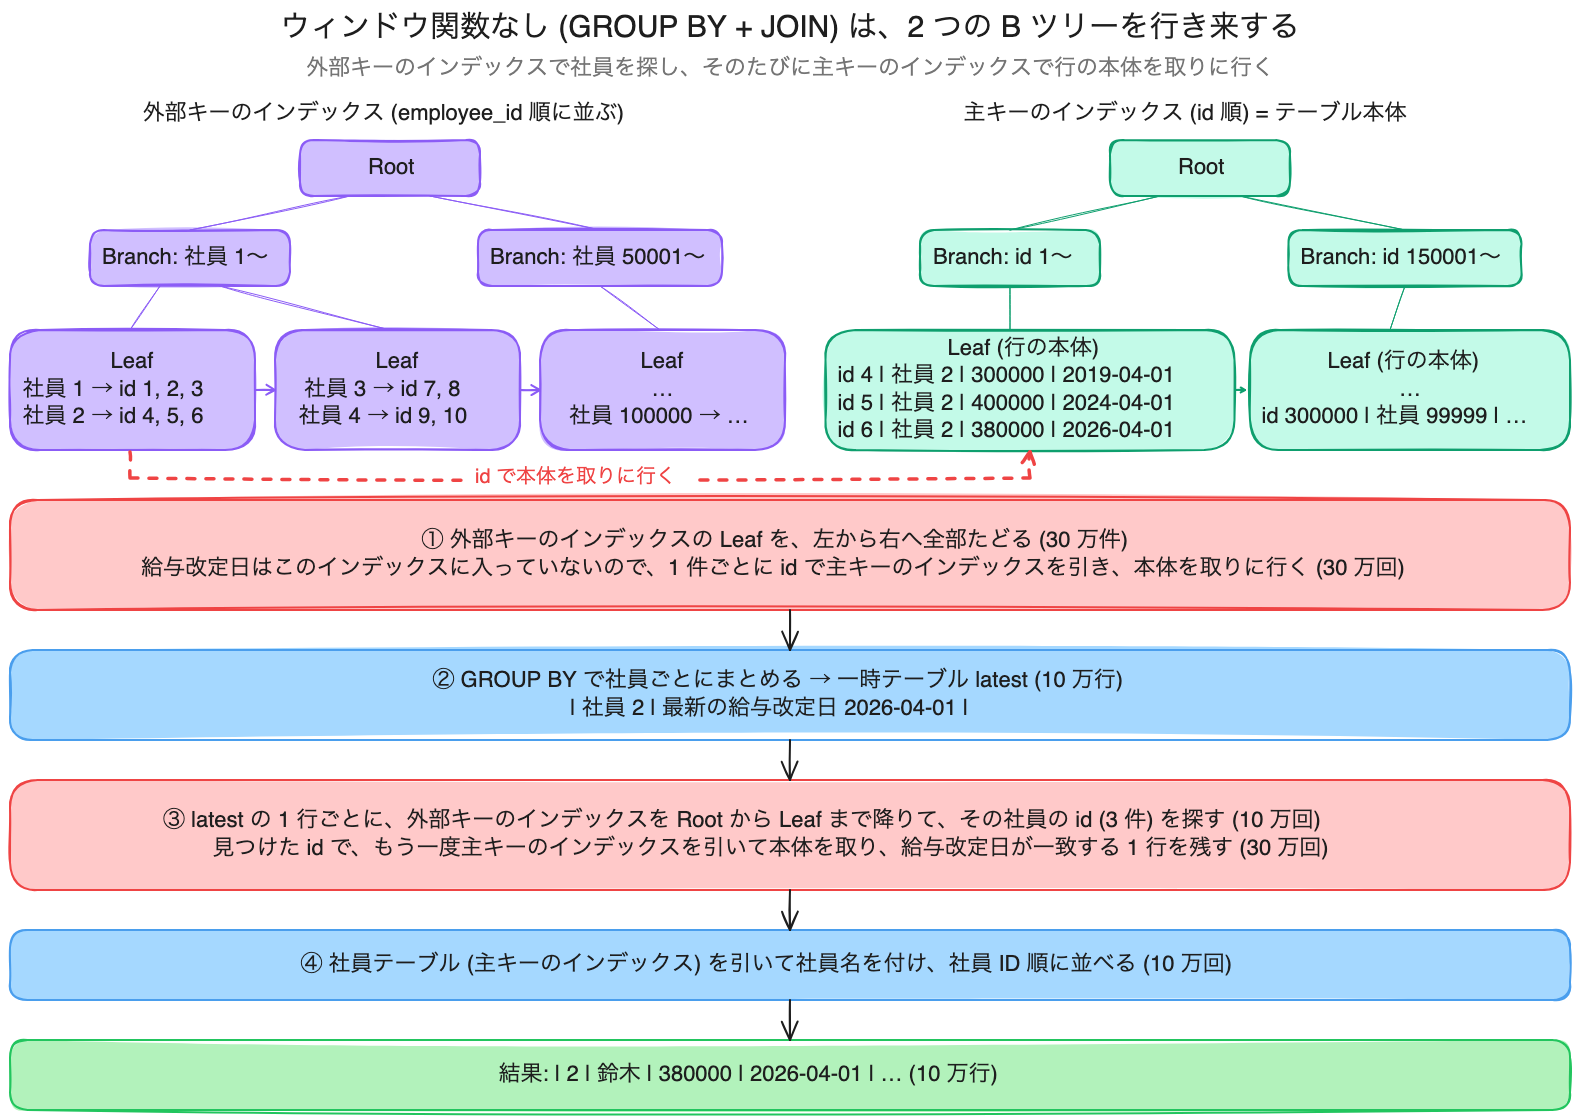 ウィンドウ関数なし (GROUP BY + JOIN) は、2 つの B ツリーを行き来する
外部キーのインデックスで社員を探し、そのたびに主キーのインデックスで行の本体を取りに行く
外部キーのインデックス (employee_id 順に並ぶ)
Root
Branch: 社員 1〜
Branch: 社員 50001〜
Leaf
社員 1 → id 1, 2, 3
社員 2 → id 4, 5, 6
Leaf
社員 3 → id 7, 8
社員 4 → id 9, 10
Leaf
…
社員 100000 → …
主キーのインデックス (id 順) = テーブル本体
Root
Branch: id 1〜
Branch: id 150001〜
Leaf (行の本体)
id 4 | 社員 2 | 300000 | 2019-04-01
id 5 | 社員 2 | 400000 | 2024-04-01
id 6 | 社員 2 | 380000 | 2026-04-01
Leaf (行の本体)
…
id 300000 | 社員 99999 | …
id で本体を取りに行く
① 外部キーのインデックスの Leaf を、左から右へ全部たどる (30 万件)
給与改定日はこのインデックスに入っていないので、1 件ごとに id で主キーのインデックスを引き、本体を取りに行く (30 万回)
② GROUP BY で社員ごとにまとめる → 一時テーブル latest (10 万行)
| 社員 2 | 最新の給与改定日 2026-04-01 |
③ latest の 1 行ごとに、外部キーのインデックスを Root から Leaf まで降りて、その社員の id (3 件) を探す (10 万回)
見つけた id で、もう一度主キーのインデックスを引いて本体を取り、給与改定日が一致する 1 行を残す (30 万回)
④ 社員テーブル (主キーのインデックス) を引いて社員名を付け、社員 ID 順に並べる (10 万回)
結果: | 2 | 鈴木 | 380000 | 2026-04-01 | … (10 万行)